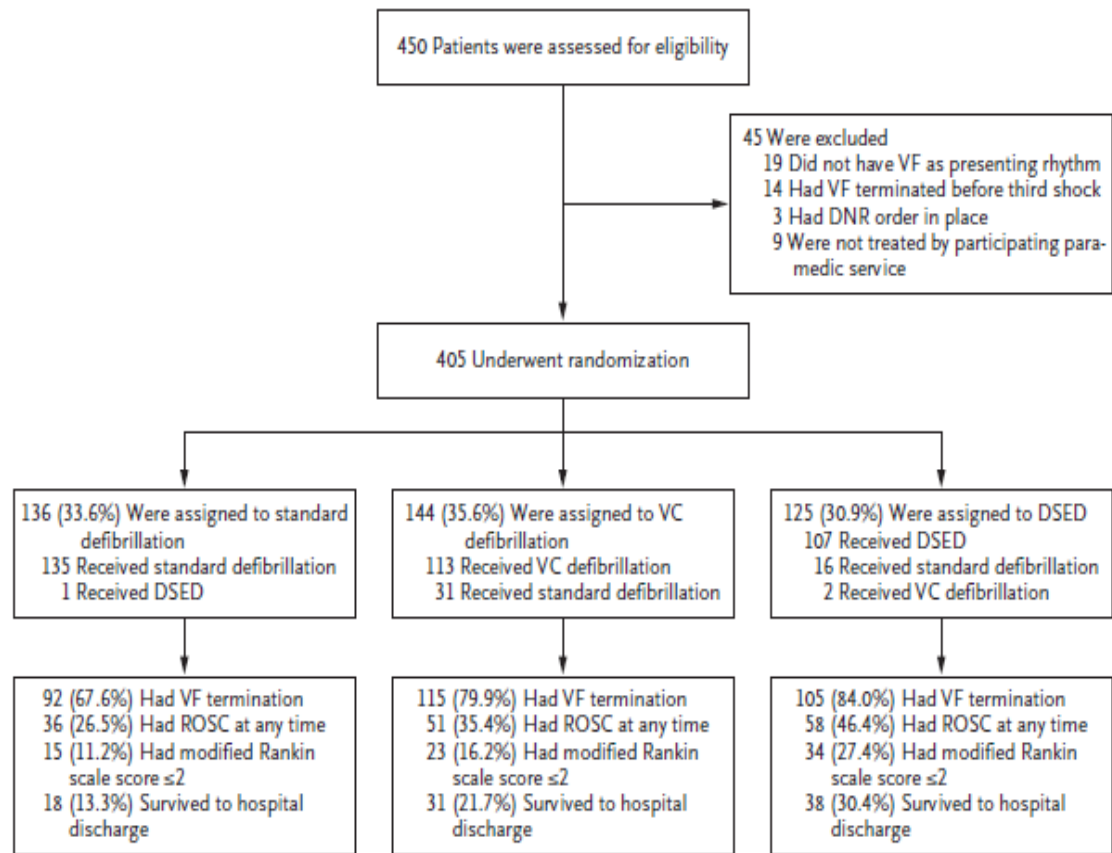 450 Patients were assessed for eligibility
45 Were excluded
19 Did not have VF as presenting rhythm
14 Had VF terminated before third shock
3 Had DNR order in place
9 Were not treated by participating para-
medic service
405 Underwent randomization
136 (33.6%) Were assigned to standard
defibrillation
135 Received standard defibrillation
1 Received DSED
144 (35.6%) Were assigned to VC
defibrillation
113 Received VC defibrillation
31 Received standard defibrillation
125 (30.9%) Were assigned to DSED
107 Received DSED
16 Received standard defibrillation
2 Received VC defibrillation
92 (67.6%) Had VF termination
36 (26.5%) Had ROSC at any time
15 (11.2%) Had modified Rankin
scale score ≤2
18 (13.3%) Survived to hospital
discharge
115 (79.9%) Had VF termination
51 (35.4%) Had ROSC at any time
23 (16.2%) Had modified Rankin
scale score ≤2
31 (21.7%) Survived to hospital
discharge
105 (84.0%) Had VF termination
58 (46.4%) Had ROSC at any time
34 (27.4%) Had modified Rankin
scale score ≤2
38 (30.4%) Survived to hospital
discharge